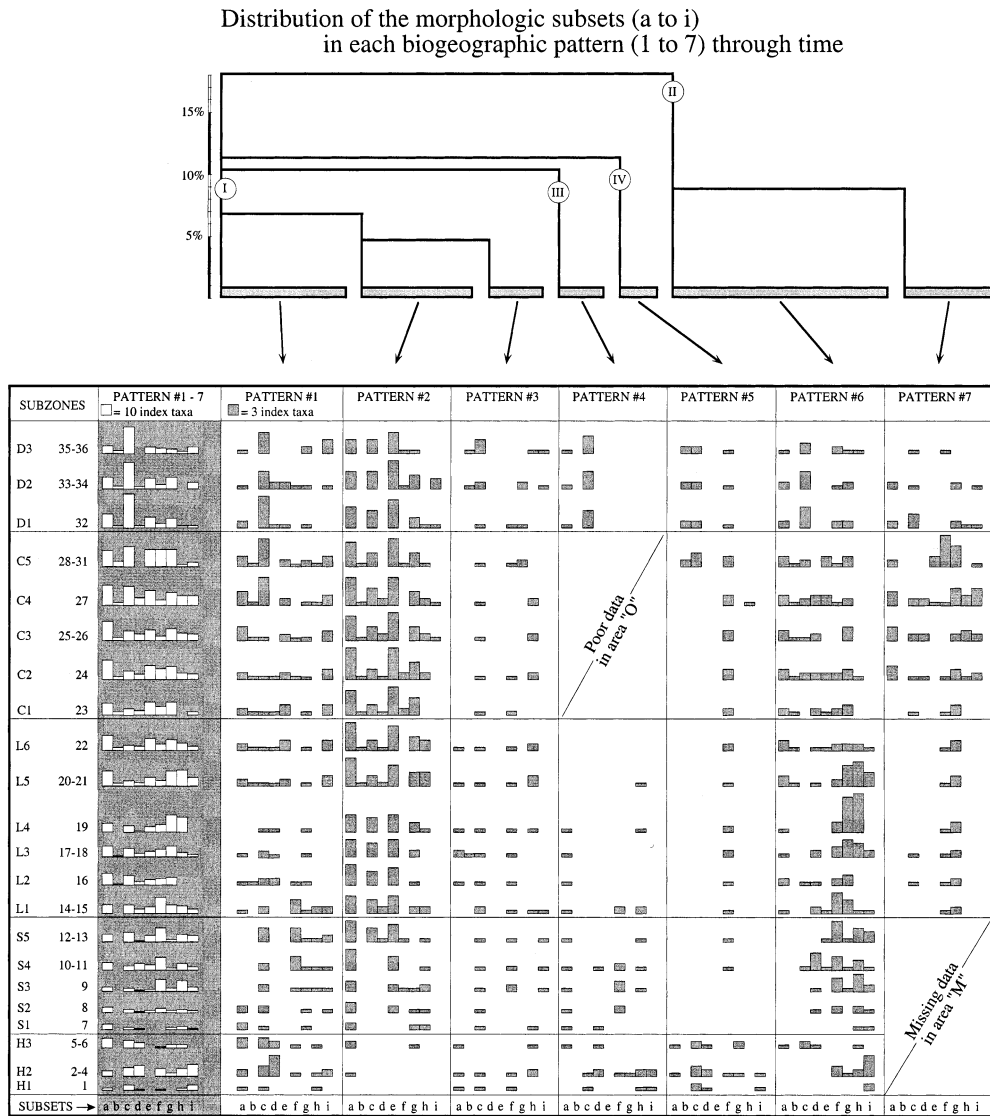 Distribution of the morphologic subsets (a to i)
in each biogeographic pattern (1 to 7) through time
15%
10%
5%
I
II
III
IV
SUBZONES
PATTERN #1 - 7
= 10 index taxa
PATTERN #1
= 3 index taxa
PATTERN #2
PATTERN #3
PATTERN #4
PATTERN #5
PATTERN #6
PATTERN #7
D3 35-36
D2 33-34
D1 32
C5 28-31
C4 27
C3 25-26
C2 24
C1 23
Poor data
in area "O"
L6 22
L5 20-21
L4 19
L3 17-18
L2 16
L1 14-15
S5 12-13
S4 10-11
S3 9
S2 8
S1 7
H3 5-6
H2 2-4
H1 1
Missing data
in area "M"
SUBSETS → a b c d e f g h i a b c d e f g h i a b c d e f g h i a b c d e f g h i a b c d e f g h i a b c d e f g h i a b c d e f g h i a b c d e f g h i